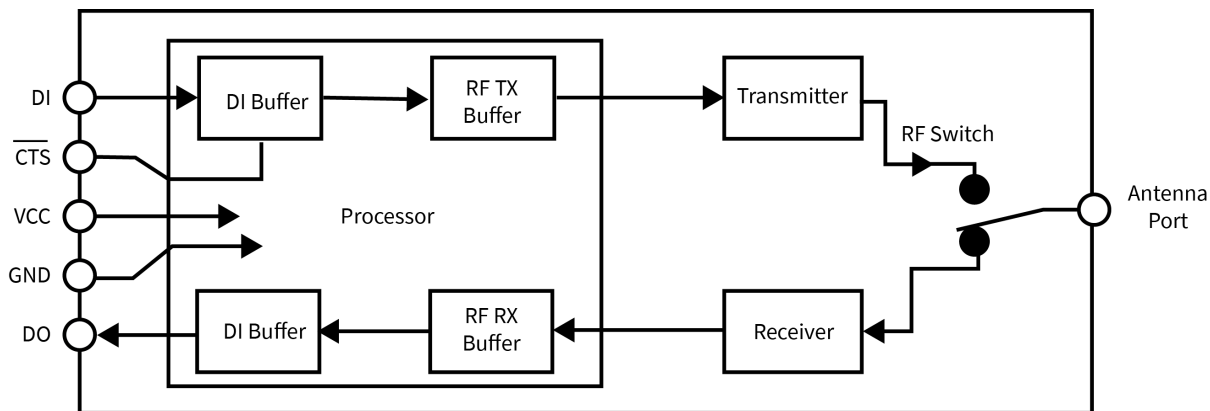 DI
DI Buffer
RF TX
Buffer
Transmitter
RF Switch
CTS
VCC
Processor
Antenna
Port
GND
DO
DI Buffer
RF RX
Buffer
Receiver